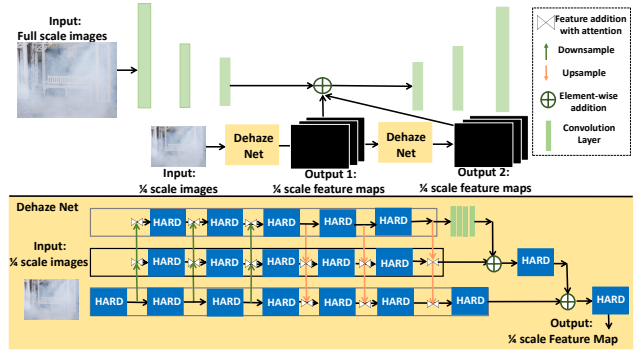 Input:
Full scale images
Feature addition
with attention
Downsample
Upsample
Element-wise
addition
Convolution
Layer
Dehaze
Net
Dehaze
Net
Input:
¼ scale images
Output 1:
¼ scale feature maps
Output 2:
¼ scale feature maps
Dehaze Net
HARD HARD HARD HARD HARD
Input:
¼ scale images
HARD HARD HARD HARD HARD HARD
HARD HARD HARD HARD HARD HARD HARD
Output:
¼ scale Feature Map